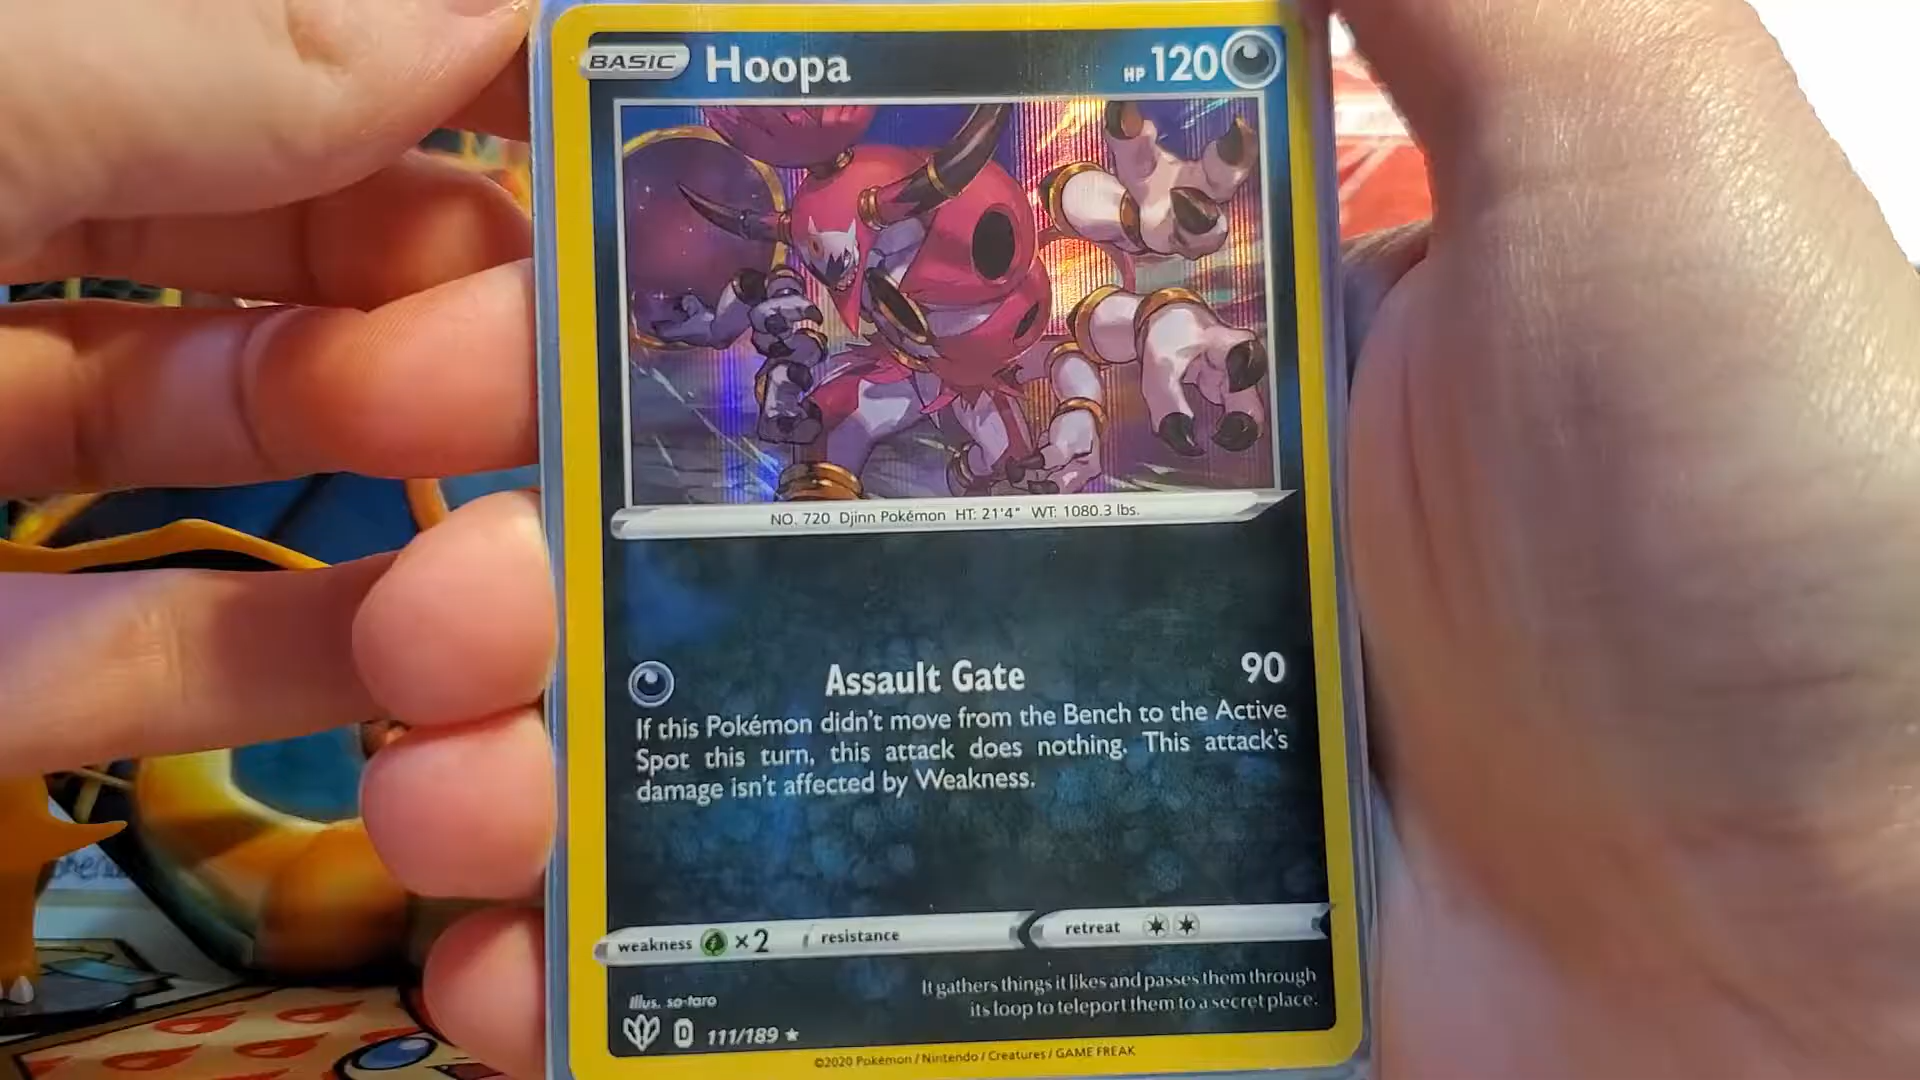 BASIC Hoopa HP 120
NO. 720 Djinn Pokémon HT: 21'4" WT: 1080.3 lbs.
Assault Gate 90
If this Pokémon didn't move from the Bench to the Active
Spot this turn, this attack does nothing. This attack's
damage isn't affected by Weakness.
weakness ×2 resistance retreat
It gathers things it likes and passes them through
its loop to teleport them to a secret place.
Illus. so-taro
D 111/189 ★
©2020 Pokémon / Nintendo / Creatures / GAME FREAK